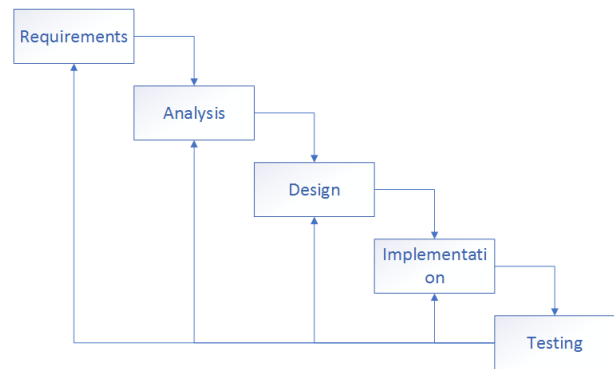 Requirements
Analysis
Design
Implementati
on
Testing